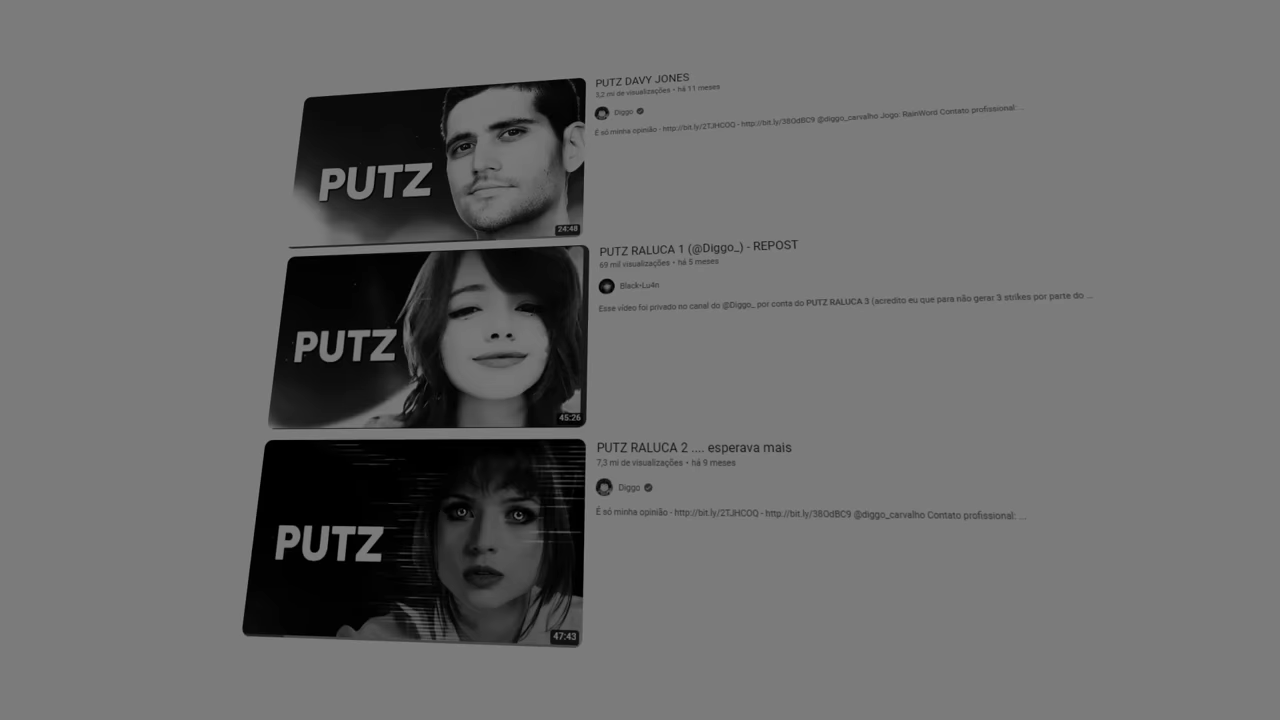 PUTZ DAVY JONES
3,2 mi de visualizações • há 11 meses
Diggo
É só minha opinião - http://bit.ly/2TJHCOQ - http://bit.ly/38OdBC9 @diggo_carvalho Jogo: RainWord Contato profissional: ...
PUTZ
24:48
PUTZ RALUCA 1 (@Diggo_) - REPOST
69 mil visualizações • há 5 meses
Black•Lu4n
Esse vídeo foi privado no canal do @Diggo_ por conta do PUTZ RALUCA 3 (acredito eu que para não gerar 3 strikes por parte do ...
PUTZ
45:26
PUTZ RALUCA 2 .... esperava mais
7,3 mi de visualizações • há 9 meses
Diggo
É só minha opinião - http://bit.ly/2TJHCOQ - http://bit.ly/38OdBC9 @diggo_carvalho Contato profissional: ...
PUTZ
47:43